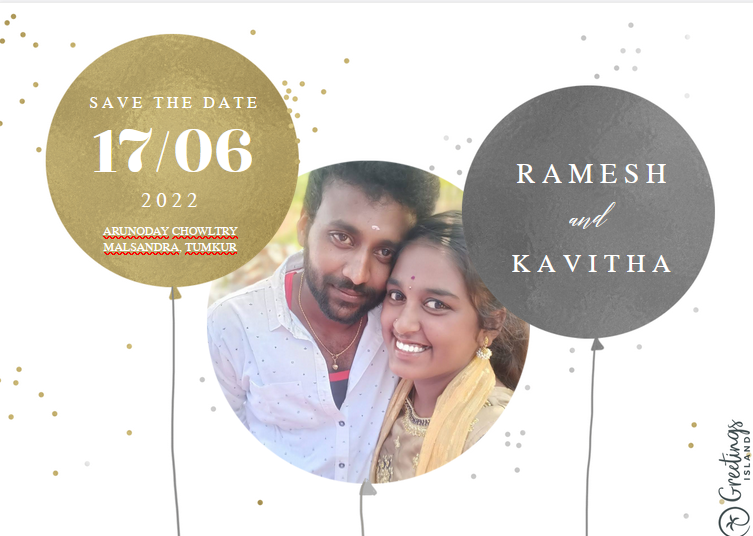 SAVE THE DATE
17/06
2022
ARUNODAY CHOWLTRY
MALSANDRA, TUMKUR
RAMESH
and
KAVITHA
Greetings
ISLAND